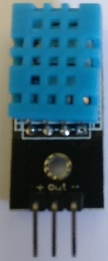 + out -